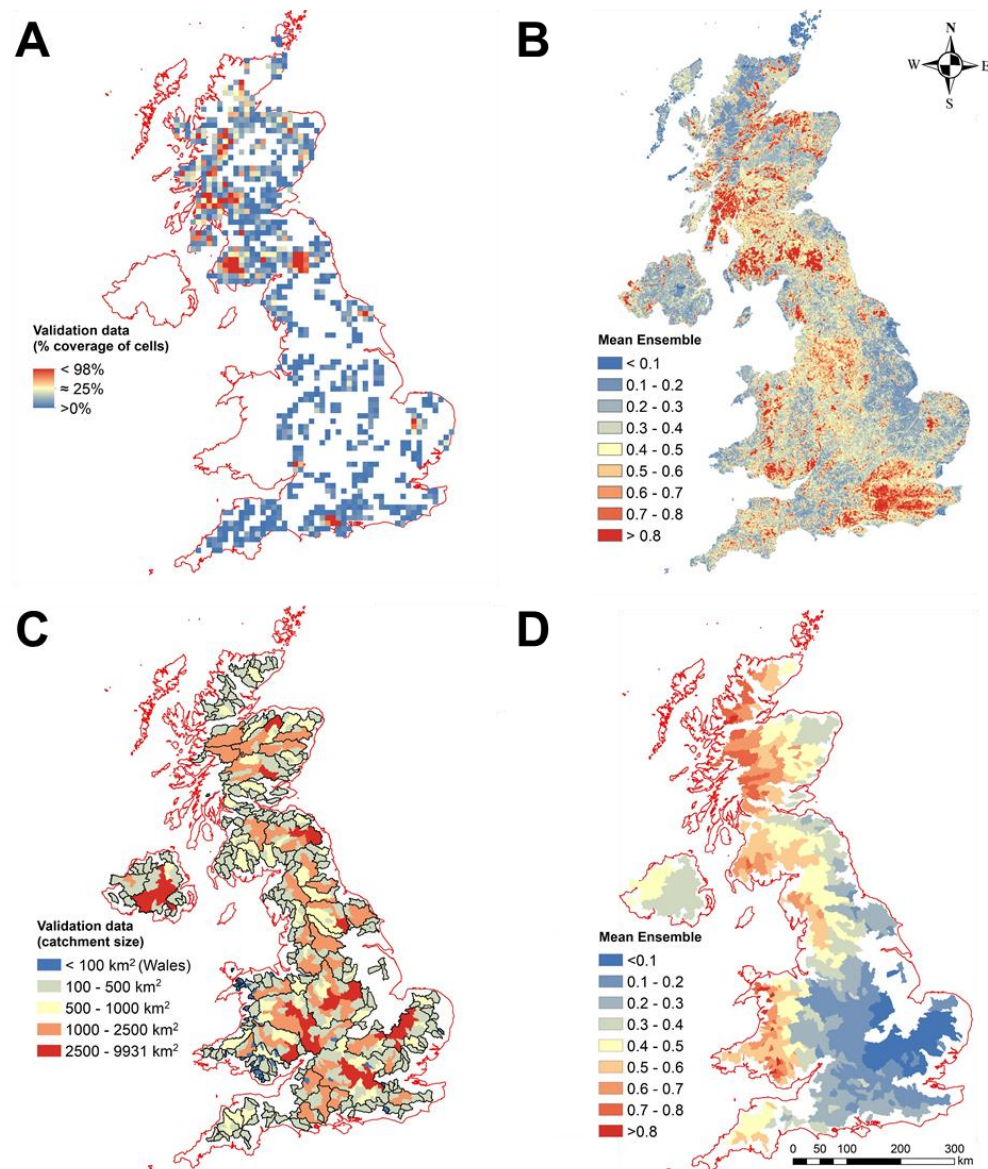 A
B
N
W E
S
Validation data
(% coverage of cells)
< 98%
≈ 25%
>0%
Mean Ensemble
< 0.1
0.1 - 0.2
0.2 - 0.3
0.3 - 0.4
0.4 - 0.5
0.5 - 0.6
0.6 - 0.7
0.7 - 0.8
> 0.8
C
D
Validation data
(catchment size)
< 100 km² (Wales)
100 - 500 km²
500 - 1000 km²
1000 - 2500 km²
2500 - 9931 km²
Mean Ensemble
<0.1
0.1 - 0.2
0.2 - 0.3
0.3 - 0.4
0.4 - 0.5
0.5 - 0.6
0.6 - 0.7
0.7 - 0.8
>0.8
0 50 100 200 300
km